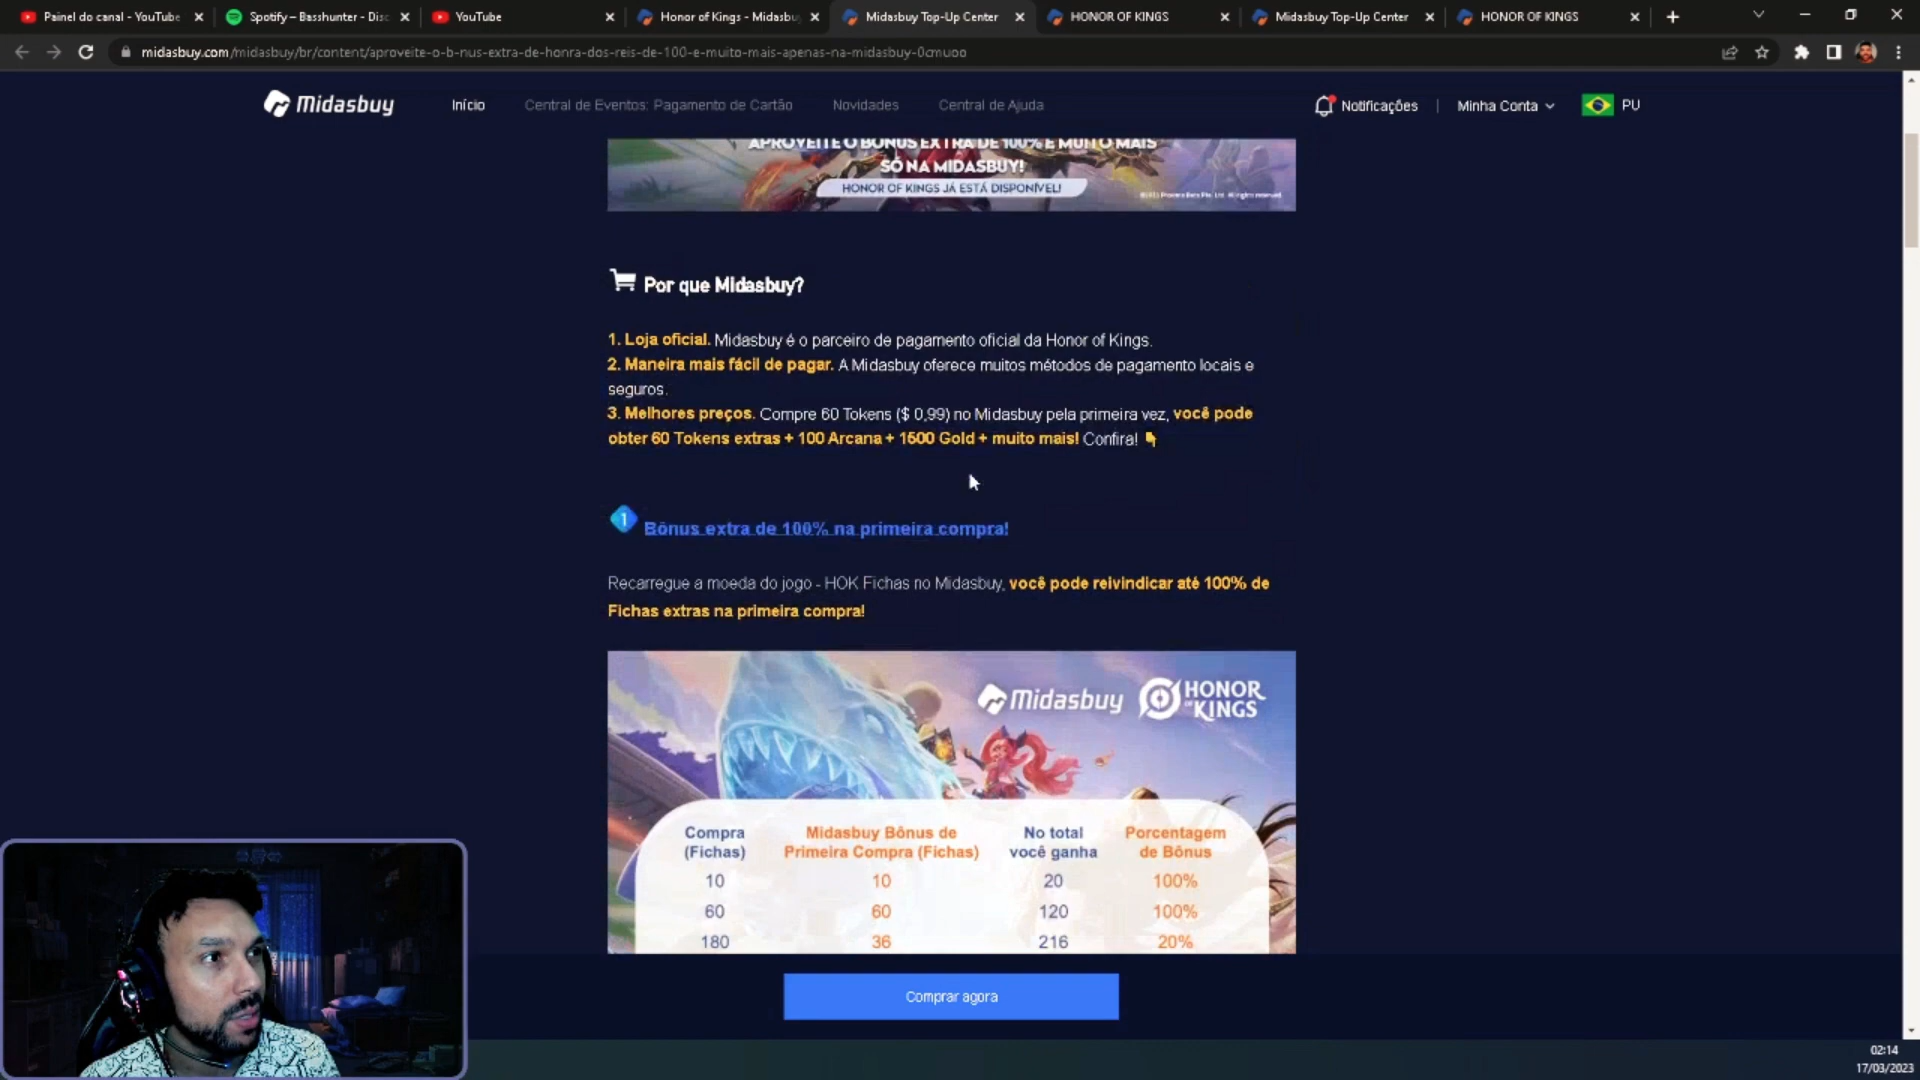 Painel do canal - YouTube
Spotify – Basshunter - Disc
YouTube
Honor of Kings - Midasbu
Midasbuy Top-Up Center
HONOR OF KINGS
Midasbuy Top-Up Center
HONOR OF KINGS
midasbuy.com/midasbuy/br/content/aproveite-o-b-nus-extra-de-honra-dos-reis-de-100-e-muito-mais-apenas-na-midasbuy-0cmuoo
Midasbuy
Início
Central de Eventos: Pagamento de Cartão
Novidades
Central de Ajuda
Notificações
Minha Conta
PU
APROVEITE O BÔNUS EXTRA DE 100% E MUITO MAIS
SÓ NA MIDASBUY!
HONOR OF KINGS JÁ ESTÁ DISPONÍVEL!
Por que Midasbuy?
1. Loja oficial. Midasbuy é o parceiro de pagamento oficial da Honor of Kings.
2. Maneira mais fácil de pagar. A Midasbuy oferece muitos métodos de pagamento locais e
seguros.
3. Melhores preços. Compre 60 Tokens ($ 0,99) no Midasbuy pela primeira vez, você pode
obter 60 Tokens extras + 100 Arcana + 1500 Gold + muito mais! Confira!
1
Bônus extra de 100% na primeira compra!
Recarregue a moeda do jogo - HOK Fichas no Midasbuy, você pode reivindicar até 100% de
Fichas extras na primeira compra!
Midasbuy
HONOR
OF KINGS
Compra
(Fichas)
Midasbuy Bônus de
Primeira Compra (Fichas)
No total
você ganha
Porcentagem
de Bônus
10 10 20 100%
60 60 120 100%
180 36 216 20%
Comprar agora
02:14
17/03/2023